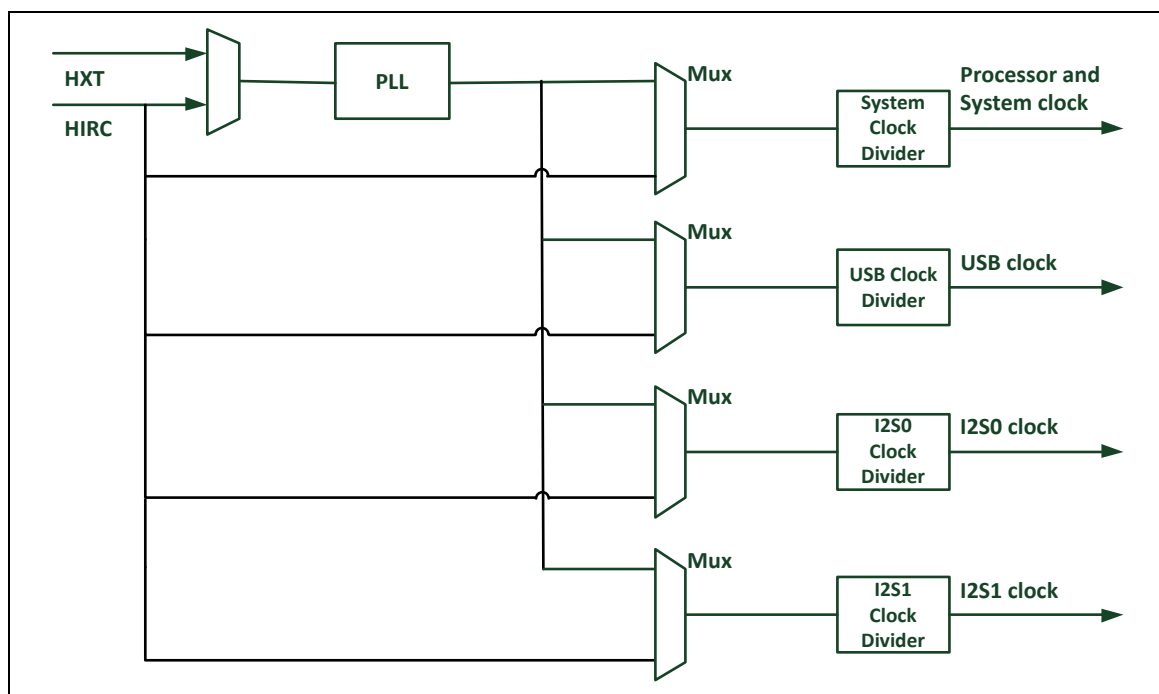 HXT
HIRC
PLL
Mux
System
Clock
Divider
Processor and
System clock
Mux
USB Clock
Divider
USB clock
Mux
I2S0
Clock
Divider
I2S0 clock
Mux
I2S1
Clock
Divider
I2S1 clock